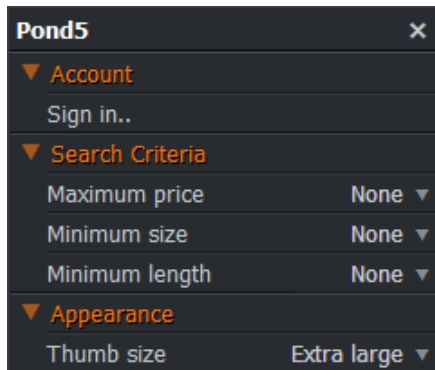 Pond5
Account
Sign in..
Search Criteria
Maximum price None
Minimum size None
Minimum length None
Appearance
Thumb size Extra large